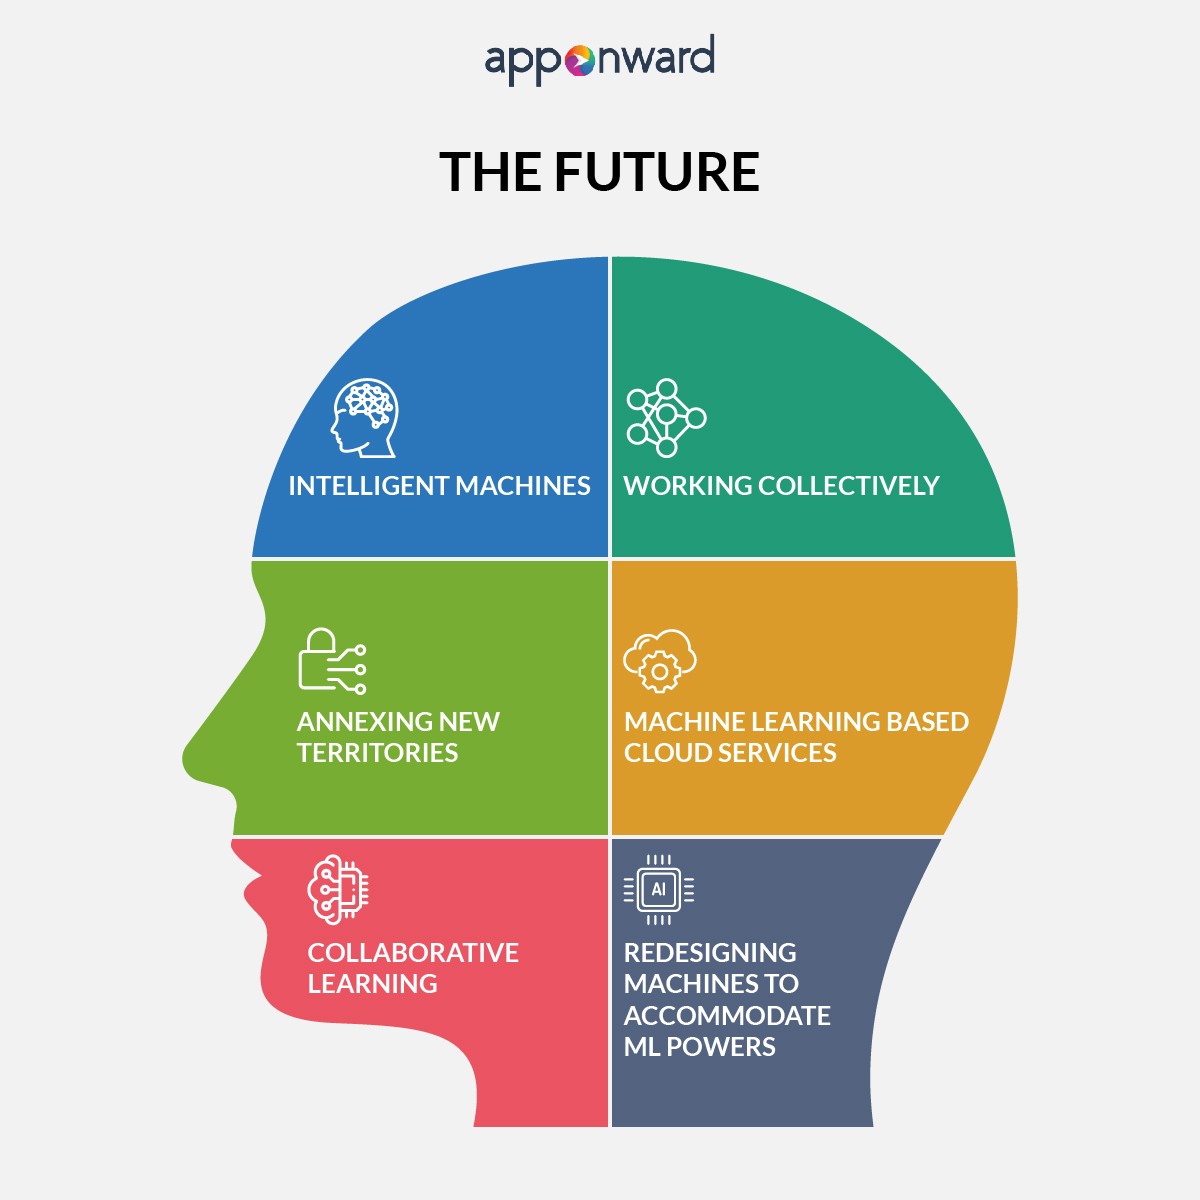 apponward
THE FUTURE
INTELLIGENT MACHINES
WORKING COLLECTIVELY
ANNEXING NEW
TERRITORIES
MACHINE LEARNING BASED
CLOUD SERVICES
COLLABORATIVE
LEARNING
AI
REDESIGNING
MACHINES TO
ACCOMMODATE
ML POWERS